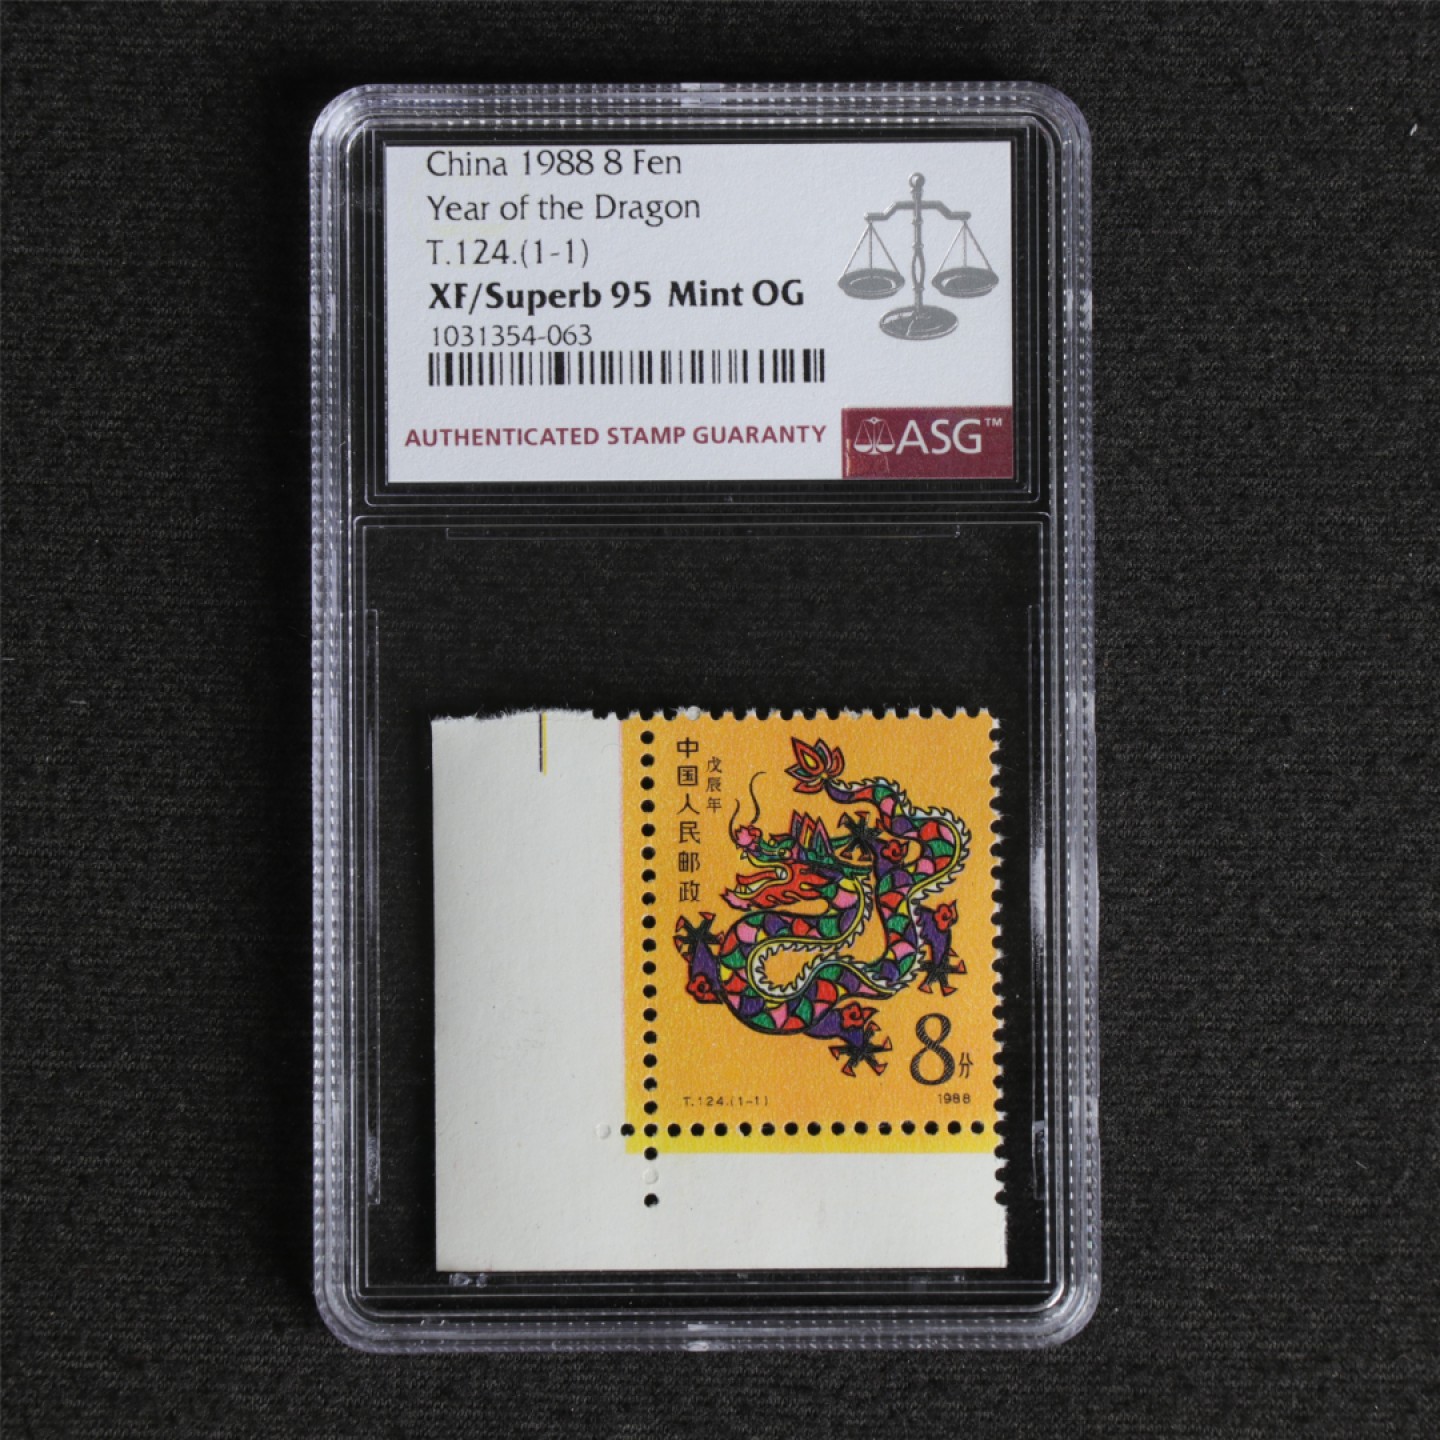 China 1988 8 Fen
Year of the Dragon
T.124.(1-1)
XF/Superb 95 Mint OG
1031354-063
AUTHENTICATED STAMP GUARANTY
ASG™
中国人民邮政
戊辰年
8分
T.124.(1-1)
1988